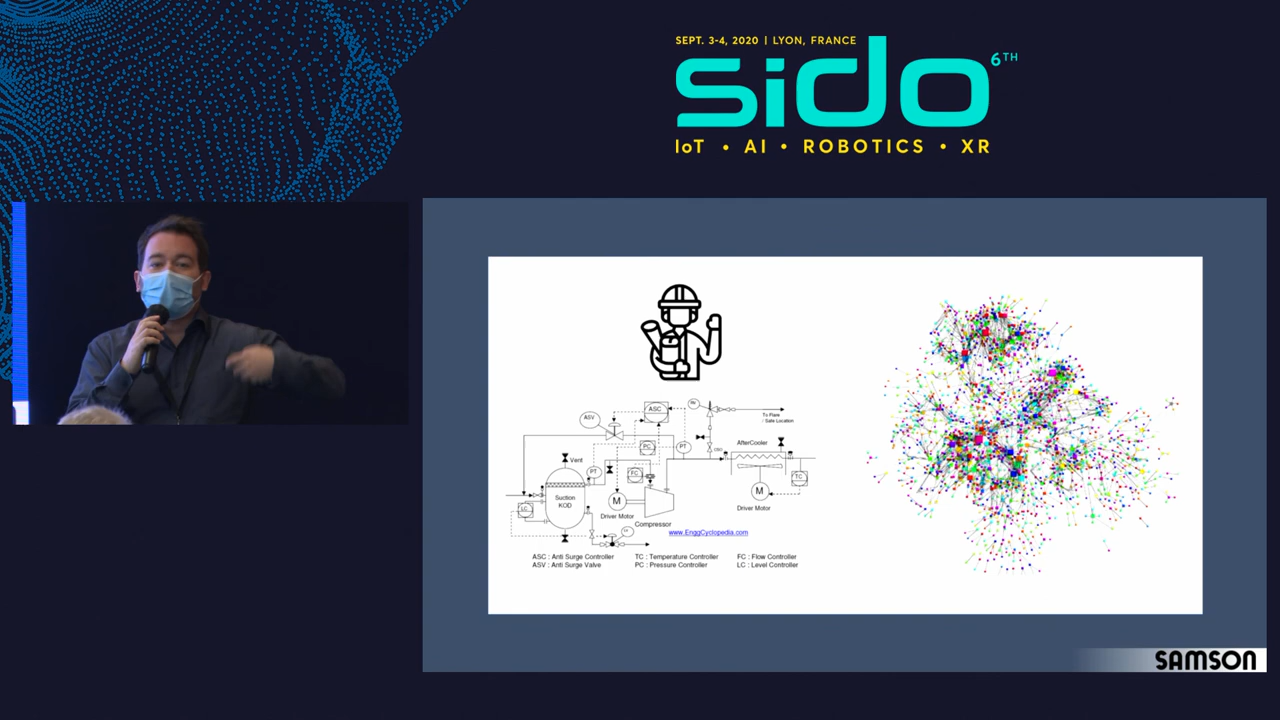 SEPT. 3-4, 2020 | LYON, FRANCE
sido 6TH
IoT • AI • ROBOTICS • XR
ASV
ASC
To Flare
/ Safe Location
PC
PT
AfterCooler
Vent
PT
FC
TC
Suction
KOD
M
M
LC
Driver Motor
Driver Motor
Compressor
www.EnggCyclopedia.com
ASC : Anti Surge Controller
TC : Temperature Controller
FC : Flow Controller
ASV : Anti Surge Valve
PC : Pressure Controller
LC : Level Controller
SAMSON